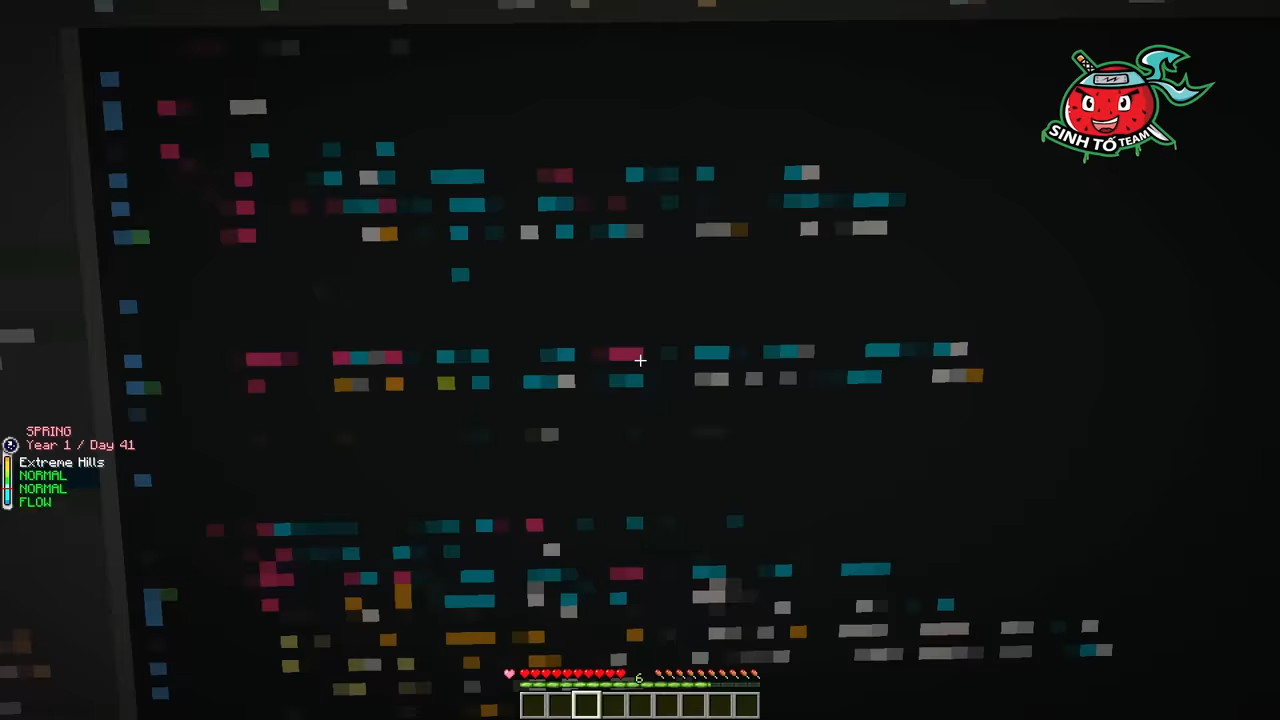 SINH TỐ TEAM
SPRING
Year 1 / Day 41
Extreme Hills
NORMAL
NORMAL
FLOW
6